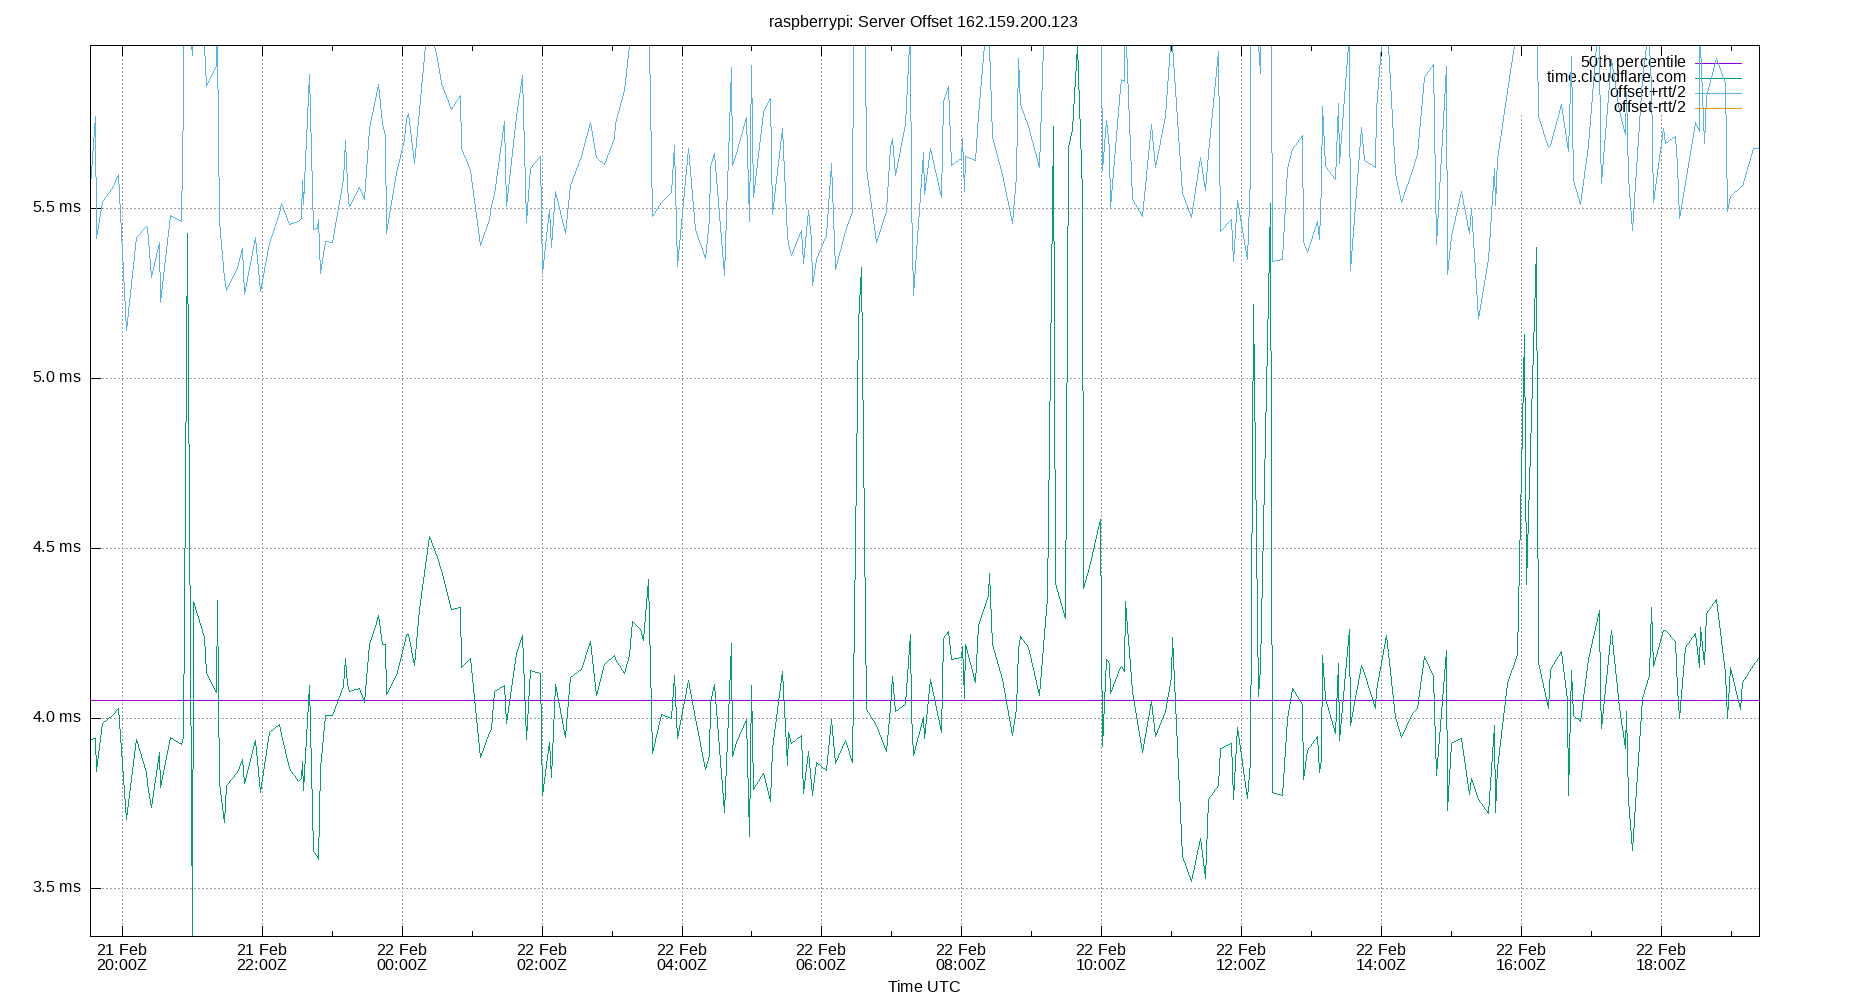 raspberrypi: Server Offset 162.159.200.123
50th percentile
time.cloudflare.com
offset+rtt/2
offset-rtt/2
5.5 ms
5.0 ms
4.5 ms
4.0 ms
3.5 ms
21 Feb 21 Feb 22 Feb 22 Feb 22 Feb 22 Feb 22 Feb 22 Feb 22 Feb 22 Feb 22 Feb 22 Feb
20:00Z 22:00Z 00:00Z 02:00Z 04:00Z 06:00Z 08:00Z 10:00Z 12:00Z 14:00Z 16:00Z 18:00Z
Time UTC